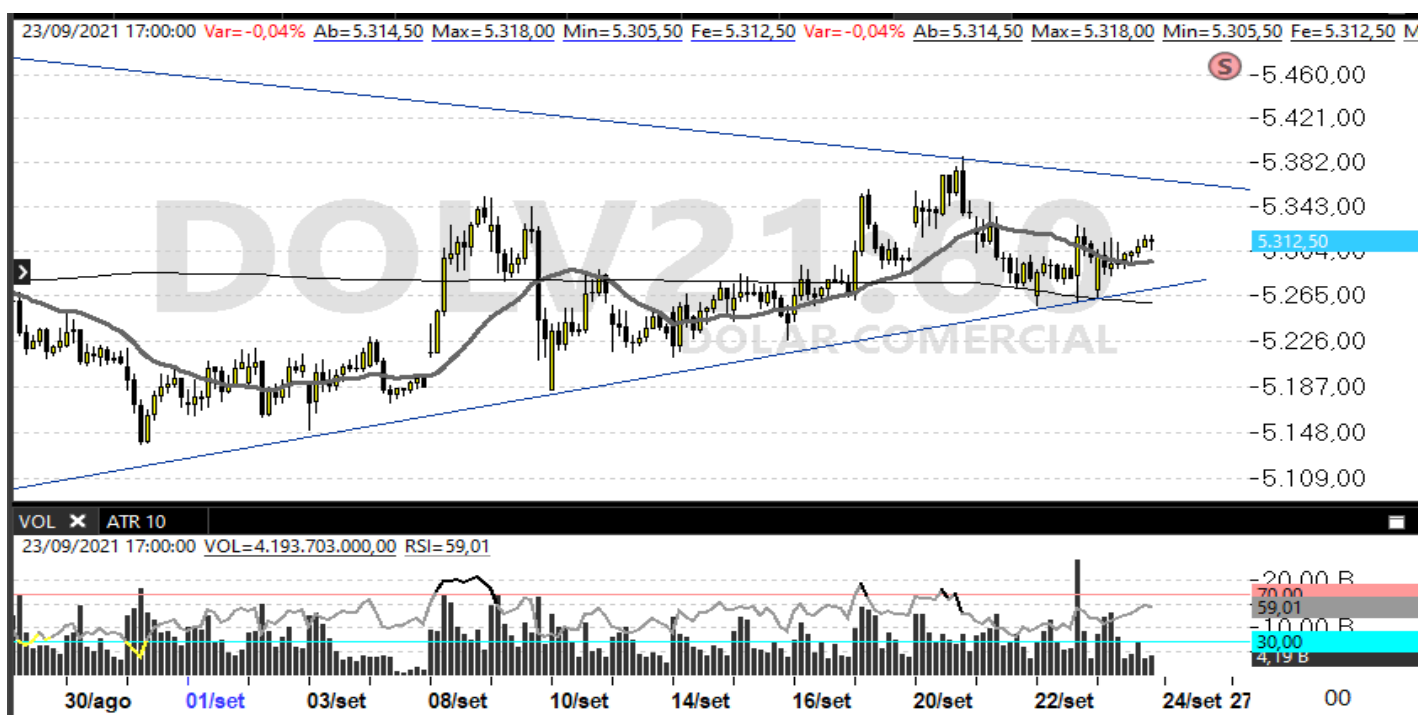 23/09/2021 17:00:00 Var=-0,04% Ab=5.314,50 Max=5.318,00 Min=5.305,50 Fe=5.312,50 Var=-0,04% Ab=5.314,50 Max=5.318,00 Min=5.305,50 Fe=5.312,50 M
S
5.460,00
5.421,00
5.382,00
5.343,00
DOLV21:60
5.312,50
5.304,00
5.265,00
DOLAR COMERCIAL
5.226,00
5.187,00
5.148,00
5.109,00
VOL ATR 10
23/09/2021 17:00:00 VOL=4.193.703.000,00 RSI=59,01
20,00 B
70,00
59,01
10,00 B
30,00
4,19 B
30/ago 01/set 03/set 08/set 10/set 14/set 16/set 20/set 22/set 24/set 27 00